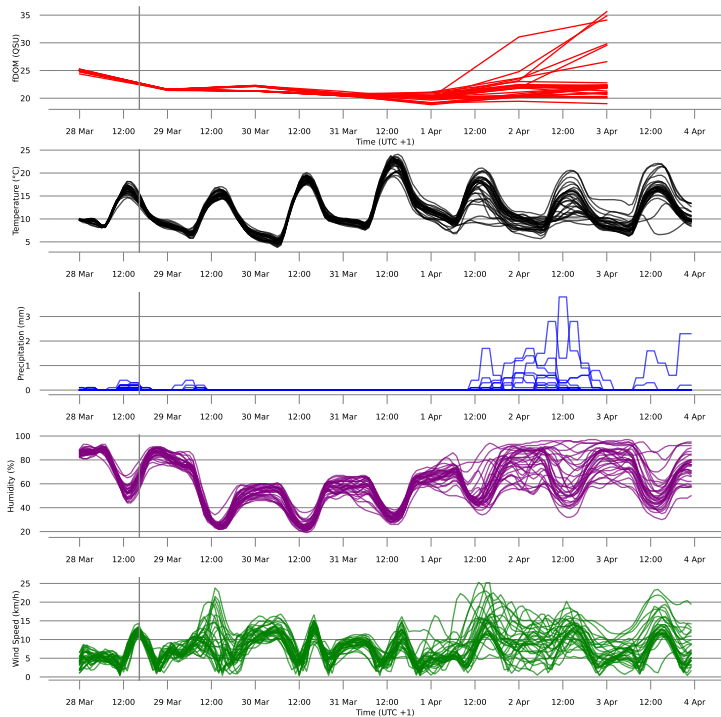 35
30
25
20
fDOM (QSU)
28 Mar 12:00 29 Mar 12:00 30 Mar 12:00 31 Mar 12:00 1 Apr 12:00 2 Apr 12:00 3 Apr 12:00 4 Apr
Time (UTC +1)
25
20
15
10
5
Temperature (°C)
28 Mar 12:00 29 Mar 12:00 30 Mar 12:00 31 Mar 12:00 1 Apr 12:00 2 Apr 12:00 3 Apr 12:00 4 Apr
3
2
1
0
Precipitation (mm)
28 Mar 12:00 29 Mar 12:00 30 Mar 12:00 31 Mar 12:00 1 Apr 12:00 2 Apr 12:00 3 Apr 12:00 4 Apr
100
80
60
40
20
Humidity (%)
28 Mar 12:00 29 Mar 12:00 30 Mar 12:00 31 Mar 12:00 1 Apr 12:00 2 Apr 12:00 3 Apr 12:00 4 Apr
25
20
15
10
5
0
Wind Speed (km/h)
28 Mar 12:00 29 Mar 12:00 30 Mar 12:00 31 Mar 12:00 1 Apr 12:00 2 Apr 12:00 3 Apr 12:00 4 Apr
Time (UTC +1)